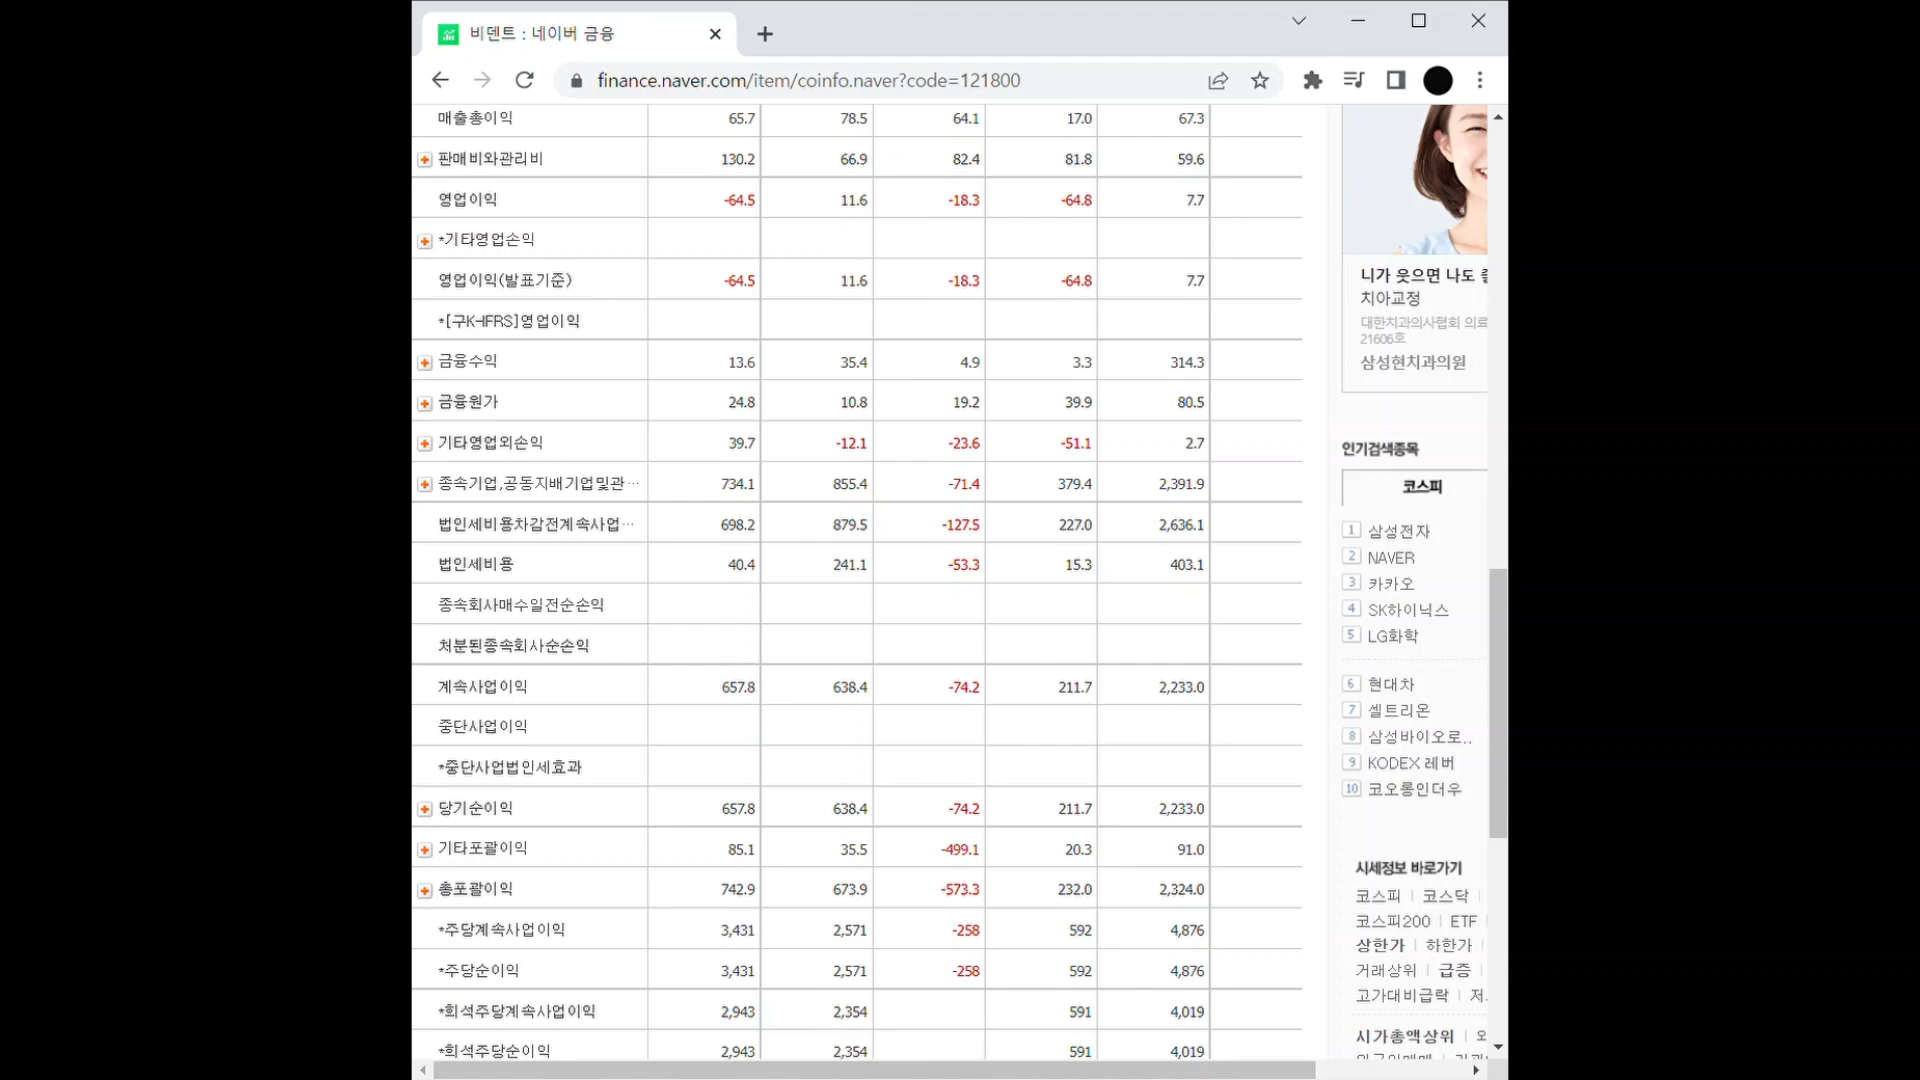 비덴트 : 네이버 금융
finance.naver.com/item/coinfo.naver?code=121800
매출총이익 65.7 78.5 64.1 17.0 67.3
판매비와관리비 130.2 66.9 82.4 81.8 59.6
영업이익 -64.5 11.6 -18.3 -64.8 7.7
*기타영업손익
영업이익(발표기준) -64.5 11.6 -18.3 -64.8 7.7
*[구K-IFRS]영업이익
금융수익 13.6 35.4 4.9 3.3 314.3
금융원가 24.8 10.8 19.2 39.9 80.5
기타영업외손익 39.7 -12.1 -23.6 -51.1 2.7
종속기업,공동지배기업및관… 734.1 855.4 -71.4 379.4 2,391.9
법인세비용차감전계속사업… 698.2 879.5 -127.5 227.0 2,636.1
법인세비용 40.4 241.1 -53.3 15.3 403.1
종속회사매수일전순손익
처분된종속회사순손익
계속사업이익 657.8 638.4 -74.2 211.7 2,233.0
중단사업이익
*중단사업법인세효과
당기순이익 657.8 638.4 -74.2 211.7 2,233.0
기타포괄이익 85.1 35.5 -499.1 20.3 91.0
총포괄이익 742.9 673.9 -573.3 232.0 2,324.0
*주당계속사업이익 3,431 2,571 -258 592 4,876
*주당순이익 3,431 2,571 -258 592 4,876
*희석주당계속사업이익 2,943 2,354 591 4,019
*희석주당순이익 2,943 2,354 591 4,019
니가 웃으면 나도
치아교정
대한치과의사협회 의료
21606호
삼성현치과의원
인기검색종목
코스피
1 삼성전자
2 NAVER
3 카카오
4 SK하이닉스
5 LG화학
6 현대차
7 셀트리온
8 삼성바이오로..
9 KODEX 레버
10 코오롱인더우
시세정보 바로가기
코스피 | 코스닥 |
코스피200 | ETF
상한가 | 하한가
거래상위 | 급증
고가대비급락 | 저
시가총액상위 |